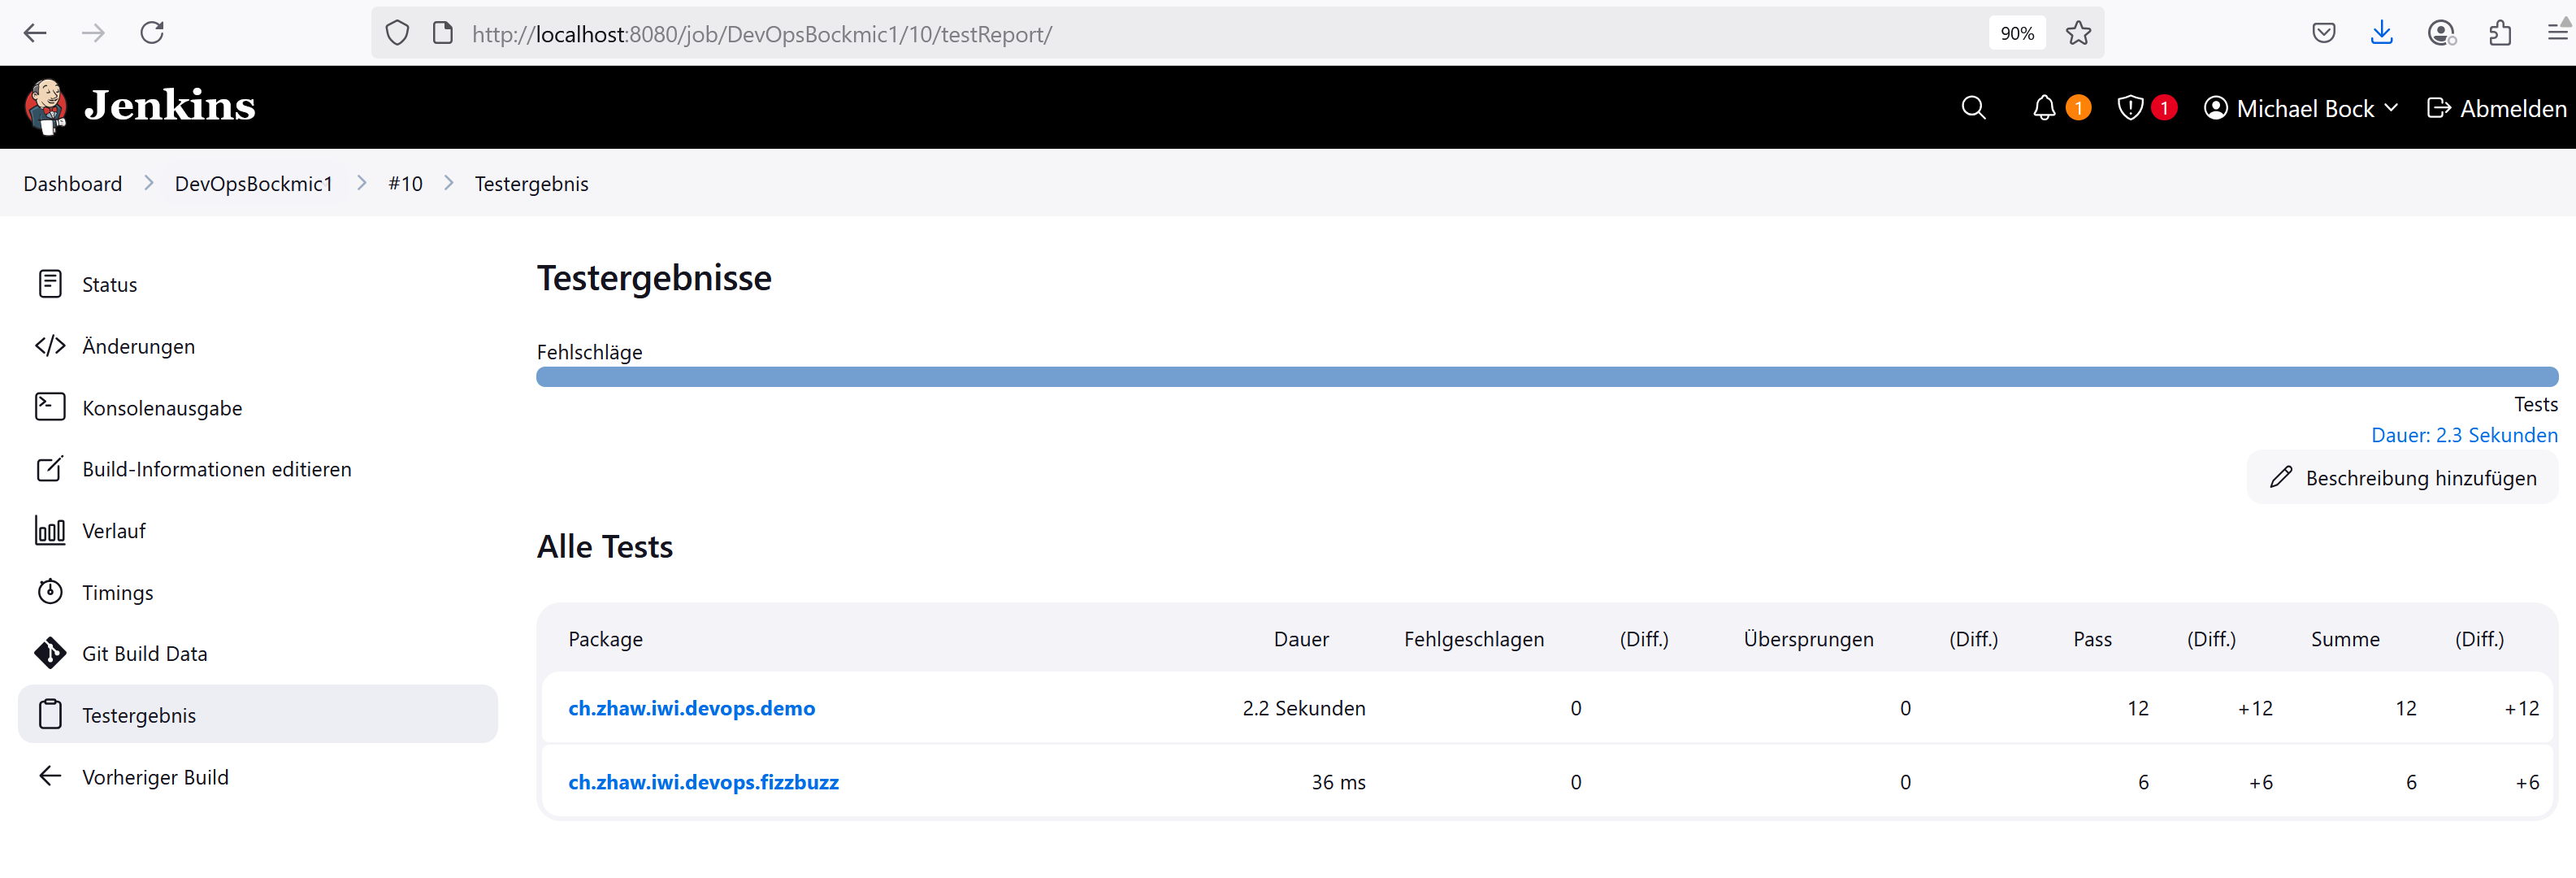 http://localhost:8080/job/DevOpsBockmic1/10/testReport/ 90%
Jenkins 1 1 Michael Bock Abmelden
Dashboard DevOpsBockmic1 #10 Testergebnis
Status
Änderungen
Konsolenausgabe
Build-Informationen editieren
Verlauf
Timings
Git Build Data
Testergebnis
Vorheriger Build
Testergebnisse
Fehlschläge
Tests
Dauer: 2.3 Sekunden
Beschreibung hinzufügen
Alle Tests
Package Dauer Fehlgeschlagen (Diff.) Übersprungen (Diff.) Pass (Diff.) Summe (Diff.)
ch.zhaw.iwi.devops.demo 2.2 Sekunden 0 0 12 +12 12 +12
ch.zhaw.iwi.devops.fizzbuzz 36 ms 0 0 6 +6 6 +6